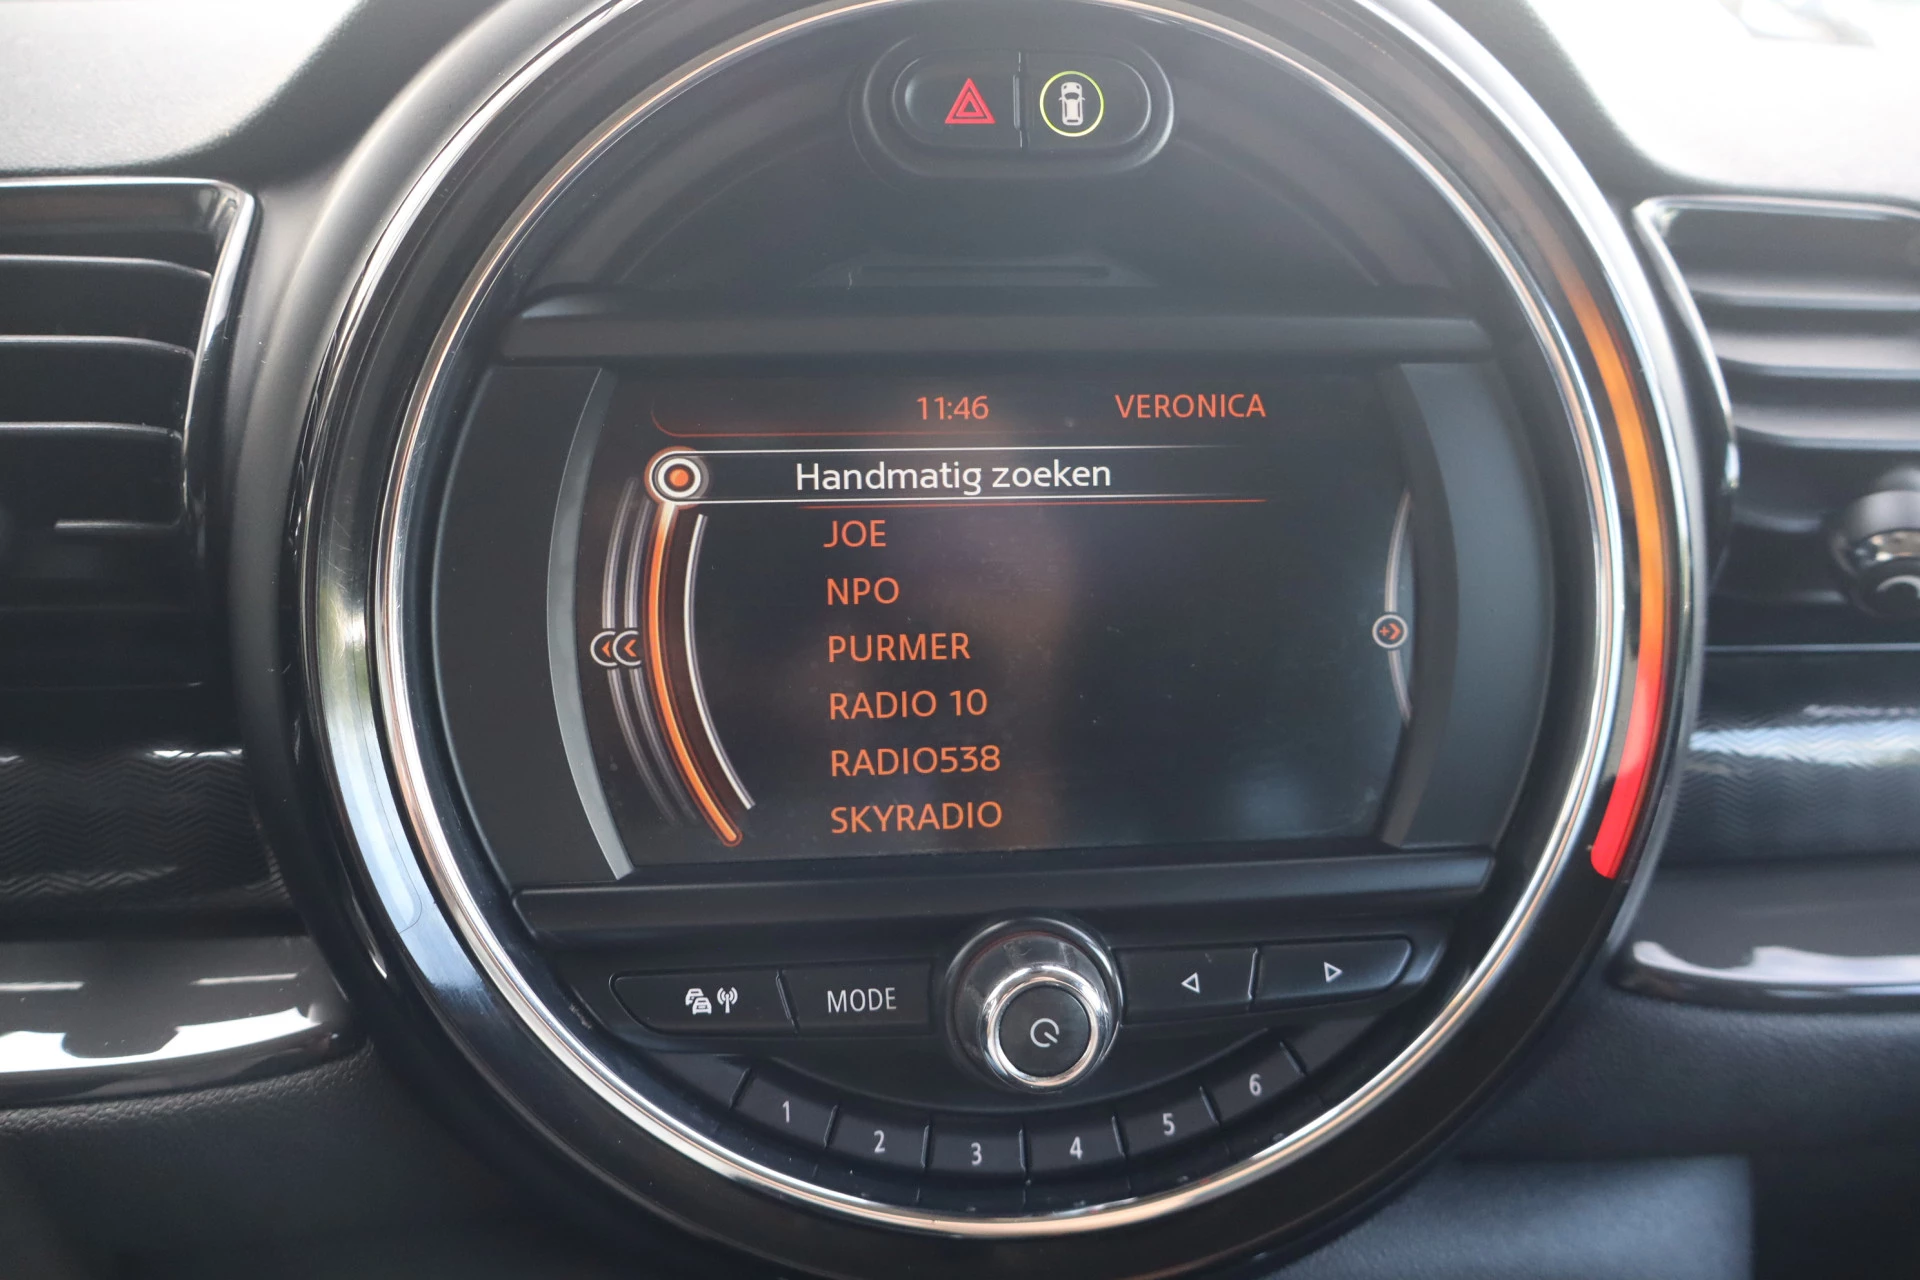 11:46 VERONICA
Handmatig zoeken
JOE
NPO
PURMER
RADIO 10
RADIO538
SKYRADIO
MODE
1 2 3 4 5 6